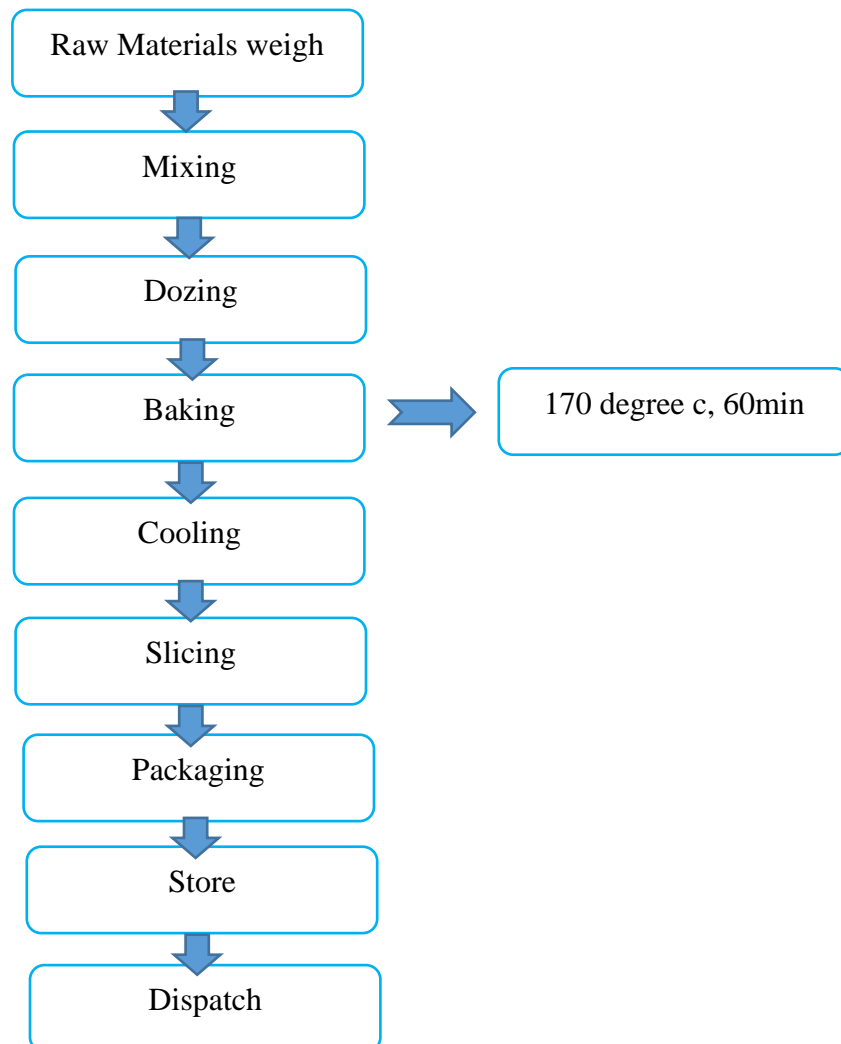 Raw Materials weigh
Mixing
Dozing
Baking
170 degree c, 60min
Cooling
Slicing
Packaging
Store
Dispatch